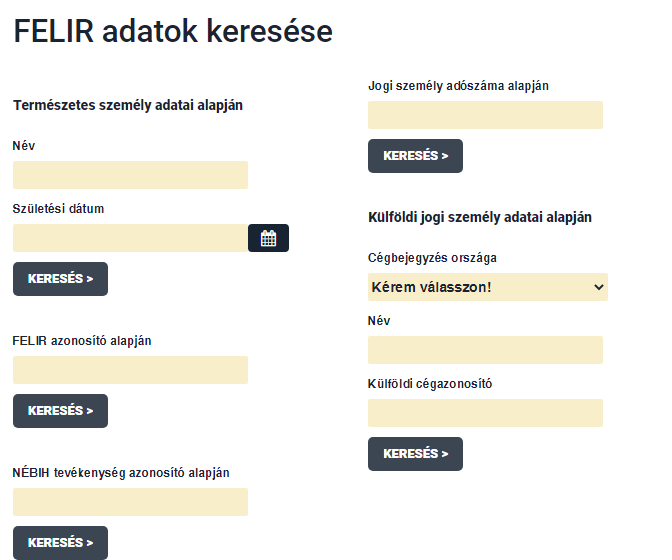 FELIR adatok keresése
Természetes személy adatai alapján
Név
Születési dátum
KERESÉS >
FELIR azonosító alapján
KERESÉS >
NÉBIH tevékenység azonosító alapján
KERESÉS >
Jogi személy adószáma alapján
KERESÉS >
Külföldi jogi személy adatai alapján
Cégbejegyzés országa
Kérem válasszon!
Név
Külföldi cégazonosító
KERESÉS >